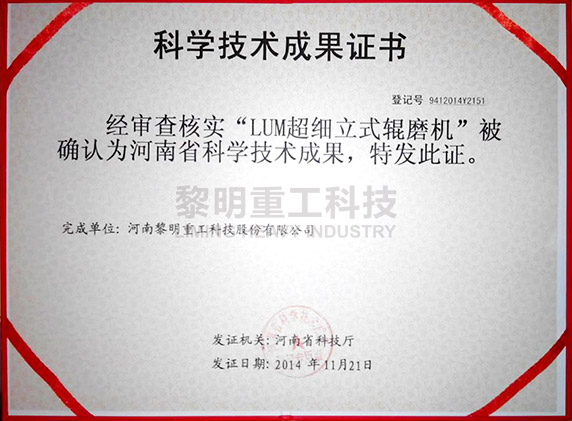 科学技术成果证书
登记号 9412014Y2151
经审查核实“LUM超细立式辊磨机”被
确认为河南省科学技术成果，特发此证。
黎明重工科技
完成单位: 河南黎明重工科技股份有限公司
LIMING HEAVY INDUSTRY
发证机关: 河南省科技厅
发证日期: 2014 年 11月21日